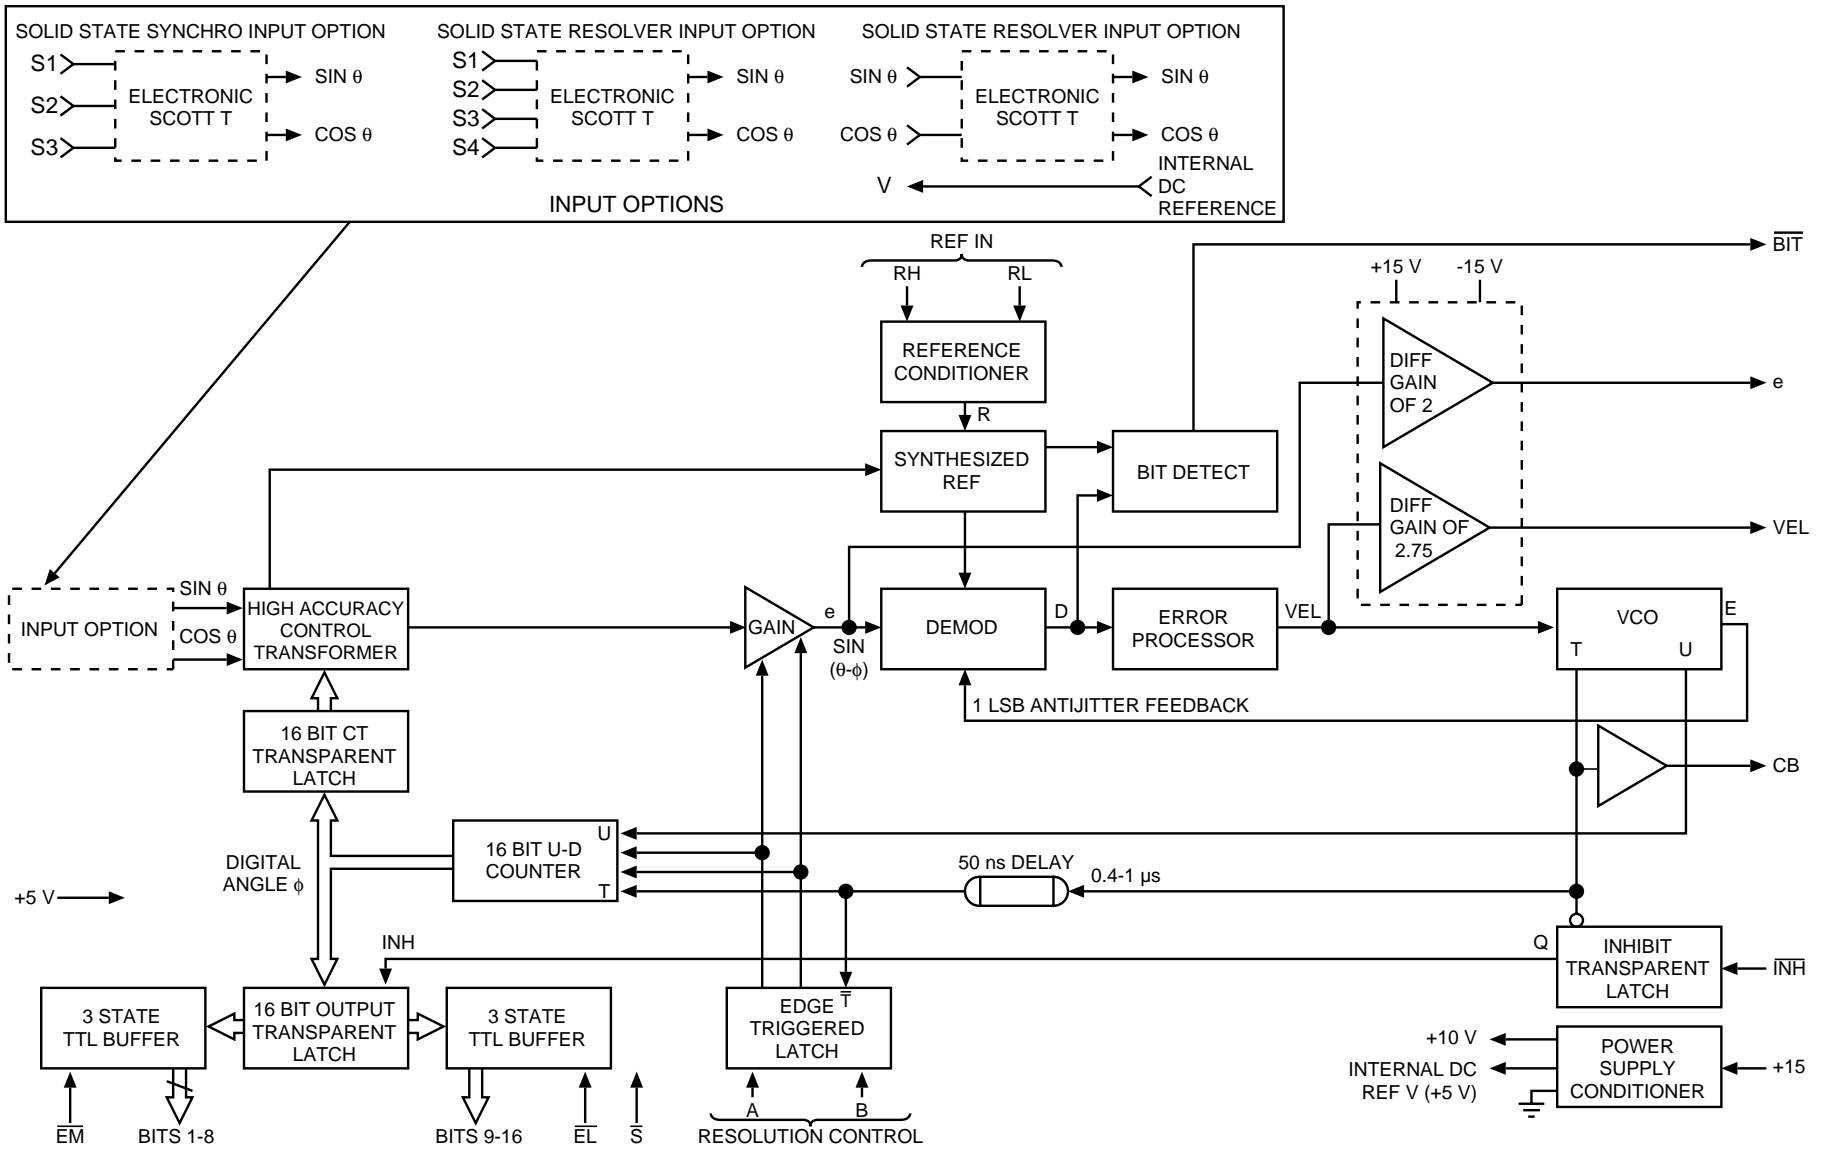 SOLID STATE SYNCHRO INPUT OPTION
S1
S2
S3
ELECTRONIC
SCOTT T
SIN θ
COS θ
SOLID STATE RESOLVER INPUT OPTION
S1
S2
S3
S4
ELECTRONIC
SCOTT T
SIN θ
COS θ
SOLID STATE RESOLVER INPUT OPTION
SIN θ
COS θ
ELECTRONIC
SCOTT T
SIN θ
COS θ
V
INTERNAL
DC
REFERENCE
INPUT OPTIONS
REF IN
RH
RL
REFERENCE
CONDITIONER
R
SYNTHESIZED
REF
BIT DETECT
B̅I̅T̅
+15 V
-15 V
DIFF
GAIN
OF 2
e
DIFF
GAIN OF
2.75
VEL
INPUT OPTION
SIN θ
COS θ
HIGH ACCURACY
CONTROL
TRANSFORMER
GAIN
e
SIN
(θ-ϕ)
DEMOD
D
ERROR
PROCESSOR
VEL
VCO
T
U
E
1 LSB ANTIJITTER FEEDBACK
16 BIT CT
TRANSPARENT
LATCH
CB
DIGITAL
ANGLE ϕ
16 BIT U-D
COUNTER
U
T
50 ns DELAY
0.4-1 µs
+5 V
INH
Q
INHIBIT
TRANSPARENT
LATCH
I̅N̅H̅
3 STATE
TTL BUFFER
16 BIT OUTPUT
TRANSPARENT
LATCH
3 STATE
TTL BUFFER
EDGE
TRIGGERED
LATCH
T̿
+10 V
INTERNAL DC
REF V (+5 V)
POWER
SUPPLY
CONDITIONER
+15
E̅M̅
BITS 1-8
BITS 9-16
E̅L̅
S̅
A
B
RESOLUTION CONTROL